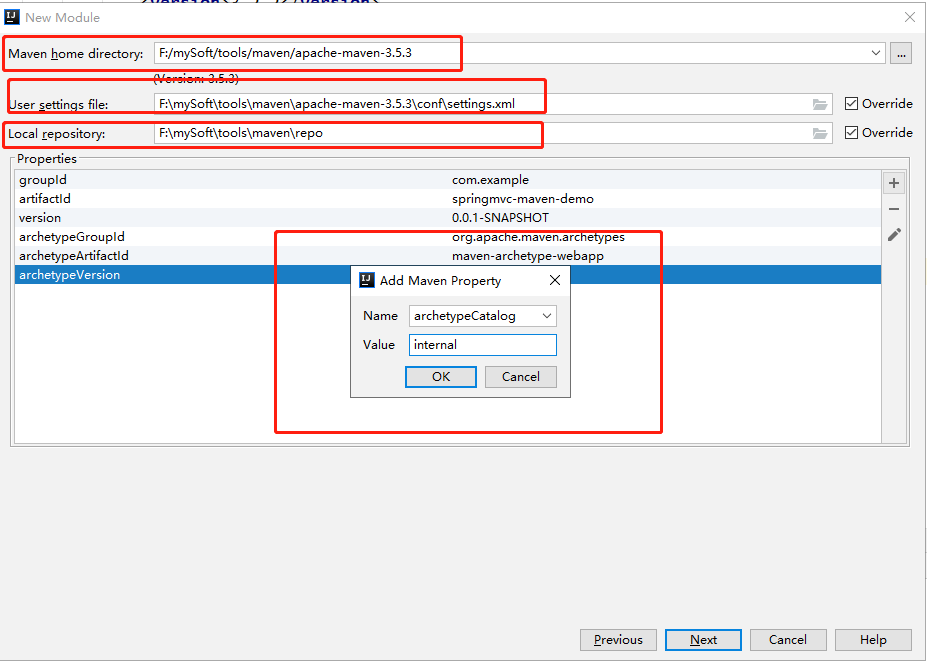 New Module
Maven home directory: F:/mySoft/tools/maven/apache-maven-3.5.3 ...
(Version: 3.5.3)
User settings file: F:\mySoft\tools\maven\apache-maven-3.5.3\conf\settings.xml Override
Local repository: F:\mySoft\tools\maven\repo Override
Properties
groupId com.example
artifactId springmvc-maven-demo
version 0.0.1-SNAPSHOT
archetypeGroupId org.apache.maven.archetypes
archetypeArtifactId maven-archetype-webapp
archetypeVersion
Add Maven Property
Name archetypeCatalog
Value internal
OK Cancel
Previous Next Cancel Help